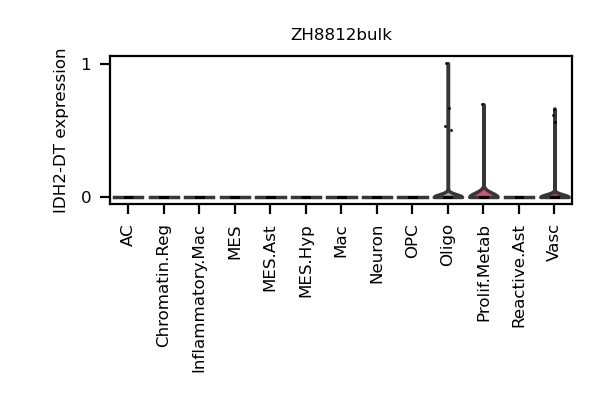 ZH8812bulk
IDH2-DT expression
1
0
AC
Chromatin.Reg
Inflammatory.Mac
MES
MES.Ast
MES.Hyp
Mac
Neuron
OPC
Oligo
Prolif.Metab
Reactive.Ast
Vasc